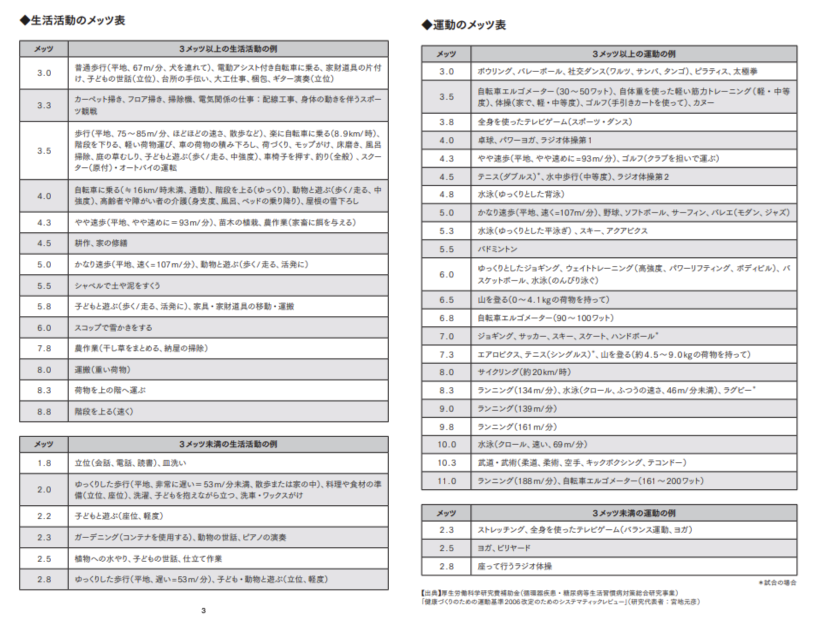 ◆生活活動のメッツ表
メッツ 3メッツ以上の生活活動の例
3.0 普通歩行(平地、67m/分、犬を連れて)、電動アシスト付き自転車に乗る、家財道具の片付
け、子どもの世話(立位)、台所の手伝い、大工仕事、梱包、ギター演奏(立位)
3.3 カーペット掃き、フロア掃き、掃除機、電気関係の仕事:配線工事、身体の動きを伴うスポー
ツ観戦
3.5 歩行(平地、75~85m/分、ほどほどの速さ、散歩など)、楽に自転車に乗る(8.9km/時)、
階段を下りる、軽い荷物運び、車の荷物の積み下ろし、荷づくり、モップがけ、床磨き、風呂
掃除、庭の草むしり、子どもと遊ぶ(歩く/走る、中強度)、車椅子を押す、釣り(全般)、スクー
ター(原付)・オートバイの運転
4.0 自転車に乗る(≒16km/時未満、通勤)、階段を上る(ゆっくり)、動物と遊ぶ(歩く/走る、中
強度)、高齢者や障がい者の介護(身支度、風呂、ベッドの乗り降り)、屋根の雪下ろし
4.3 やや速歩(平地、やや速めに=93m/分)、苗木の植栽、農作業(家畜に餌を与える)
4.5 耕作、家の修繕
5.0 かなり速歩(平地、速く=107m/分)、動物と遊ぶ(歩く/走る、活発に)
5.5 シャベルで土や泥をすくう
5.8 子どもと遊ぶ(歩く/走る、活発に)、家具・家財道具の移動・運搬
6.0 スコップで雪かきをする
7.8 農作業(干し草をまとめる、納屋の掃除)
8.0 運搬(重い荷物)
8.3 荷物を上の階へ運ぶ
8.8 階段を上る(速く)
メッツ 3メッツ未満の生活活動の例
1.8 立位(会話、電話、読書)、皿洗い
2.0 ゆっくりした歩行(平地、非常に遅い=53m/分未満、散歩または家の中)、料理や食材の準
備(立位、座位)、洗濯、子どもを抱えながら立つ、洗車・ワックスがけ
2.2 子どもと遊ぶ(座位、軽度)
2.3 ガーデニング(コンテナを使用する)、動物の世話、ピアノの演奏
2.5 植物への水やり、子どもの世話、仕立て作業
2.8 ゆっくりした歩行(平地、遅い=53m/分)、子ども・動物と遊ぶ(立位、軽度)
3
◆運動のメッツ表
メッツ 3メッツ以上の運動の例
3.0 ボウリング、バレーボール、社交ダンス(ワルツ、サンバ、タンゴ)、ピラティス、太極拳
3.5 自転車エルゴメーター(30~50ワット)、自体重を使った軽い筋力トレーニング(軽・中等
度)、体操(家で、軽・中等度)、ゴルフ(手引きカートを使って)、カヌー
3.8 全身を使ったテレビゲーム(スポーツ・ダンス)
4.0 卓球、パワーヨガ、ラジオ体操第1
4.3 やや速歩(平地、やや速めに=93m/分)、ゴルフ(クラブを担いで運ぶ)
4.5 テニス(ダブルス)*、水中歩行(中等度)、ラジオ体操第2
4.8 水泳(ゆっくりとした背泳)
5.0 かなり速歩(平地、速く=107m/分)、野球、ソフトボール、サーフィン、バレエ(モダン、ジャズ)
5.3 水泳(ゆっくりとした平泳ぎ)、スキー、アクアビクス
5.5 バドミントン
6.0 ゆっくりとしたジョギング、ウェイトトレーニング(高強度、パワーリフティング、ボディビル)、バ
スケットボール、水泳(のんびり泳ぐ)
6.5 山を登る(0~4.1kgの荷物を持って)
6.8 自転車エルゴメーター(90~100ワット)
7.0 ジョギング、サッカー、スキー、スケート、ハンドボール*
7.3 エアロビクス、テニス(シングルス)*、山を登る(約4.5~9.0kgの荷物を持って)
8.0 サイクリング(約20km/時)
8.3 ランニング(134m/分)、水泳(クロール、ふつうの速さ、46m/分未満)、ラグビー*
9.0 ランニング(139m/分)
9.8 ランニング(161m/分)
10.0 水泳(クロール、速い、69m/分)
10.3 武道・武術(柔道、柔術、空手、キックボクシング、テコンドー)
11.0 ランニング(188m/分)、自転車エルゴメーター(161~200ワット)
メッツ 3メッツ未満の運動の例
2.3 ストレッチング、全身を使ったテレビゲーム(バランス運動、ヨガ)
2.5 ヨガ、ビリヤード
2.8 座って行うラジオ体操
*試合の場合
【出典】厚生労働科学研究費補助金(循環器疾患・糖尿病等生活習慣病対策総合研究事業)
「健康づくりのための運動基準2006改定のためのシステマティックレビュー」(研究代表者:宮地元彦)